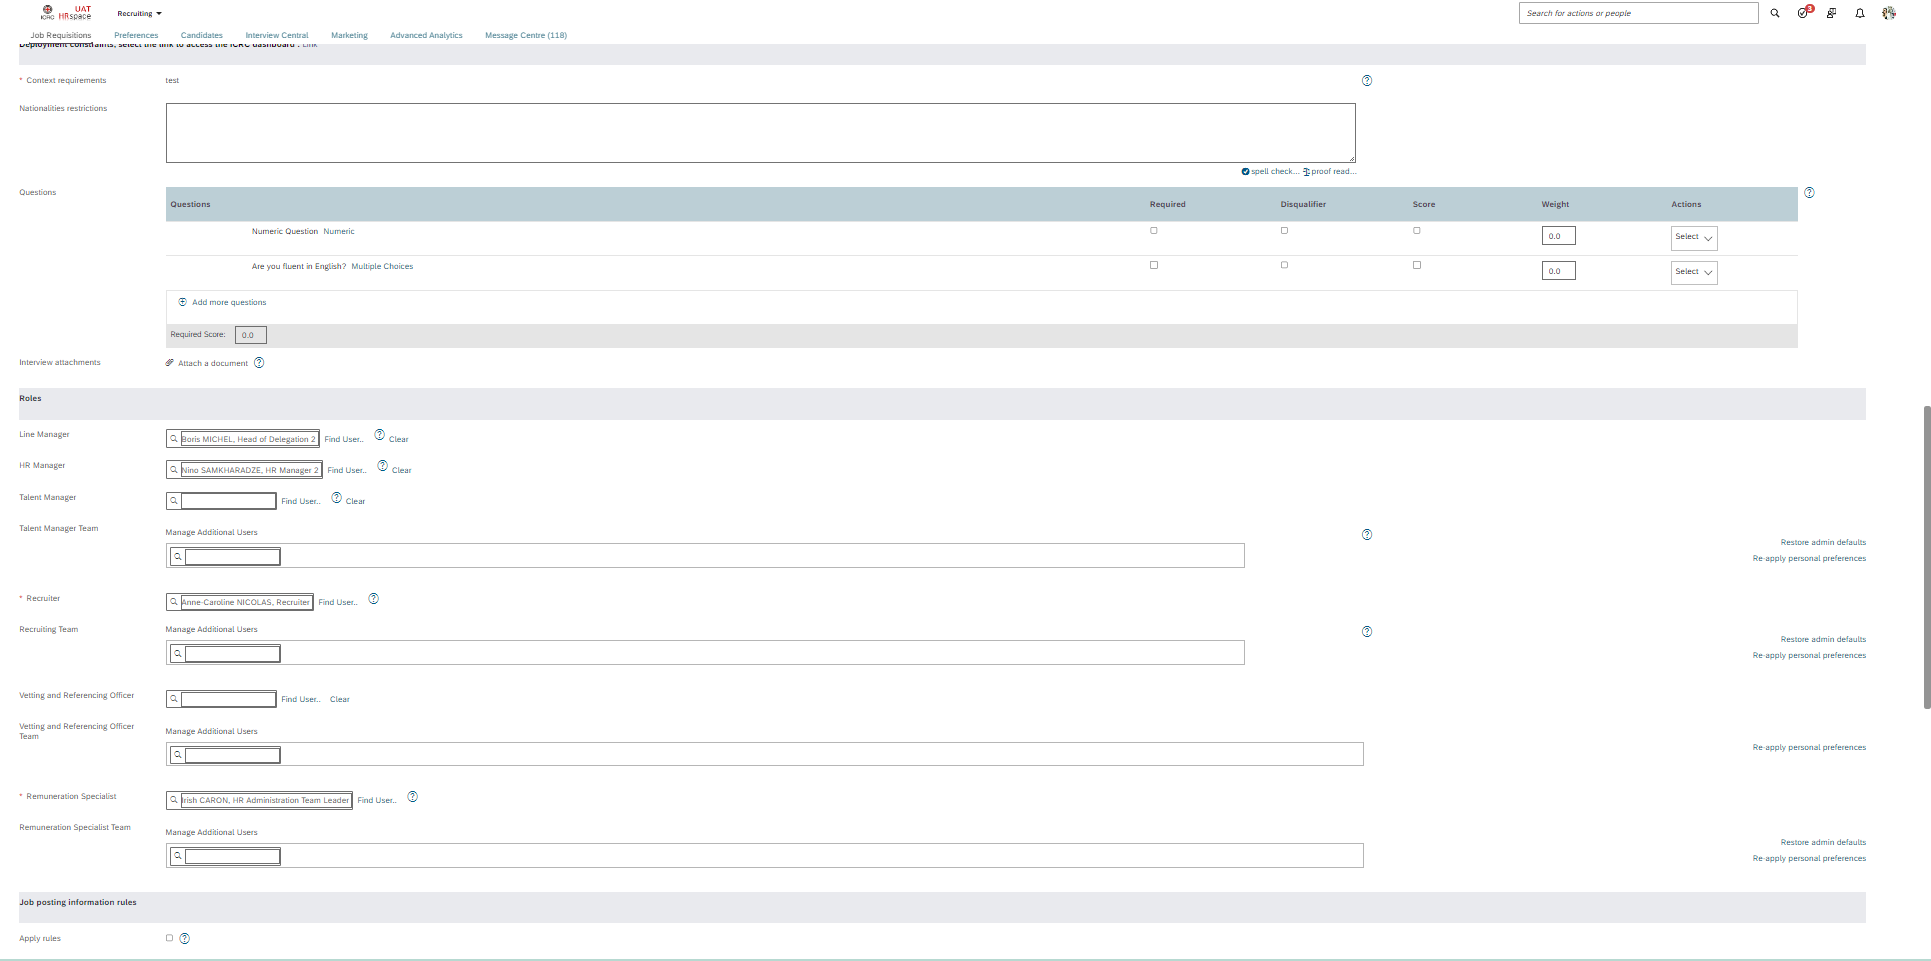 ICRC UAT HRspace
Recruiting
Search for actions or people
3
Job Requisitions Preferences Candidates Interview Central Marketing Advanced Analytics Message Centre (118)
Deployment constraints, select the link to access the ICRC dashboard : Link
* Context requirements test
Nationalities restrictions
spell check... proof read...
Questions
Questions Required Disqualifier Score Weight Actions
Numeric Question Numeric 0.0 Select
Are you fluent in English? Multiple Choices 0.0 Select
Add more questions
Required Score: 0.0
Interview attachments Attach a document
Roles
Line Manager Boris MICHEL, Head of Delegation 2 Find User.. Clear
HR Manager Nino SAMKHARADZE, HR Manager 2 Find User.. Clear
Talent Manager Find User.. Clear
Talent Manager Team Manage Additional Users
Restore admin defaults
Re-apply personal preferences
* Recruiter Anne-Caroline NICOLAS, Recruiter Find User..
Recruiting Team Manage Additional Users
Restore admin defaults
Re-apply personal preferences
Vetting and Referencing Officer Find User.. Clear
Vetting and Referencing Officer
Team
Manage Additional Users
Re-apply personal preferences
* Remuneration Specialist Irish CARON, HR Administration Team Leader Find User..
Remuneration Specialist Team Manage Additional Users
Restore admin defaults
Re-apply personal preferences
Job posting information rules
Apply rules